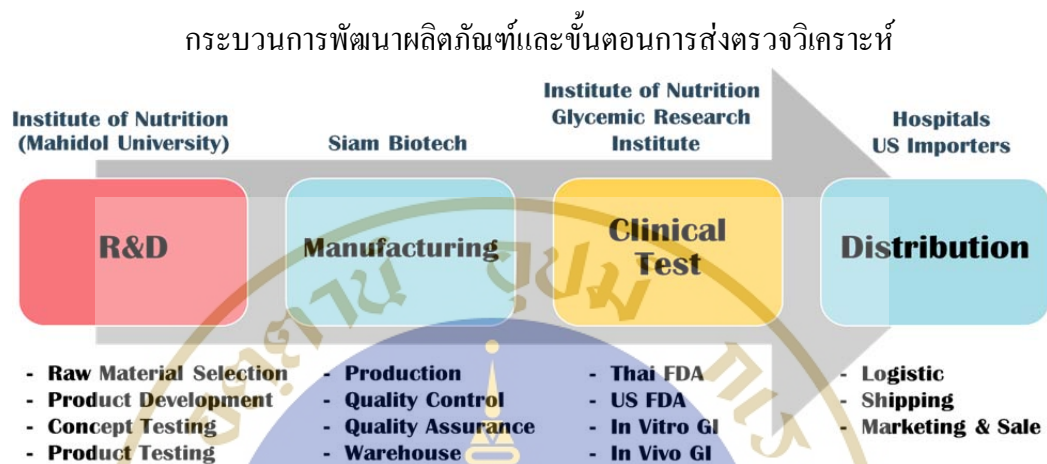 กระบวนการพัฒนาผลิตภัณฑ์และขั้นตอนการส่งตรวจวิเคราะห์
Institute of Nutrition
(Mahidol University)
Siam Biotech
Institute of Nutrition
Glycemic Research
Institute
Hospitals
US Importers
R&D
Manufacturing
Clinical
Test
Distribution
- Raw Material Selection
- Product Development
- Concept Testing
- Product Testing
- Production
- Quality Control
- Quality Assurance
- Warehouse
- Thai FDA
- US FDA
- In Vitro GI
- In Vivo GI
- Logistic
- Shipping
- Marketing & Sale